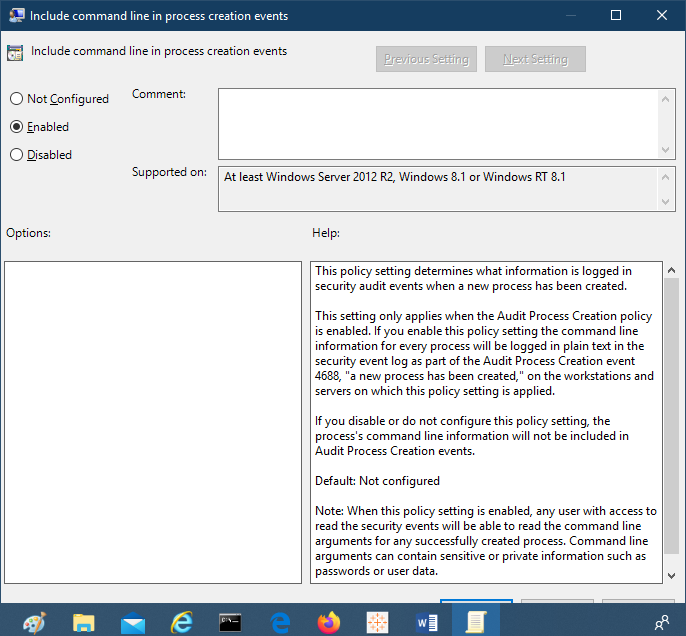 Include command line in process creation events
Include command line in process creation events
Previous Setting
Next Setting
Not Configured
Enabled
Disabled
Comment:
Supported on:
At least Windows Server 2012 R2, Windows 8.1 or Windows RT 8.1
Options:
Help:
This policy setting determines what information is logged in
security audit events when a new process has been created.
This setting only applies when the Audit Process Creation policy
is enabled. If you enable this policy setting the command line
information for every process will be logged in plain text in the
security event log as part of the Audit Process Creation event
4688, "a new process has been created," on the workstations and
servers on which this policy setting is applied.
If you disable or do not configure this policy setting, the
process's command line information will not be included in
Audit Process Creation events.
Default: Not configured
Note: When this policy setting is enabled, any user with access to
read the security events will be able to read the command line
arguments for any successfully created process. Command line
arguments can contain sensitive or private information such as
passwords or user data.